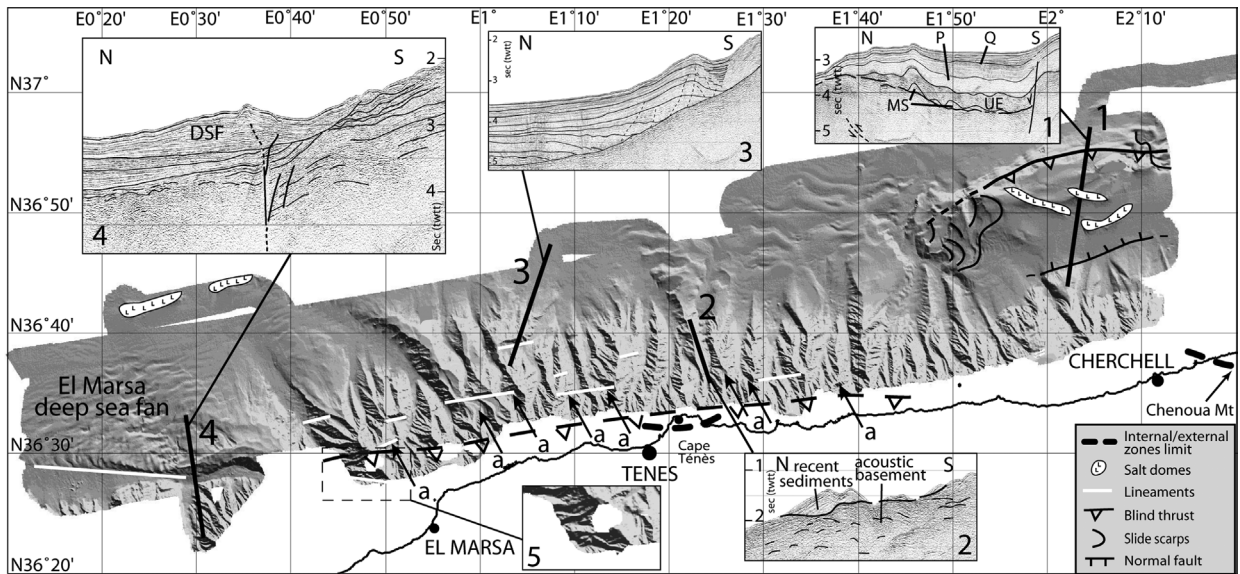 E0°20' E0°30' E0°40' E0°50' E1° E1°10' E1°20' E1°30' E1°40' E1°50' E2° E2°10'
N37°
N36°50'
N36°40'
N36°30'
N36°20'
N S
2
DSF
3
4
Sec (twtt)
4
N S
2
sec (twtt)
3
4
5
3
N P Q S
3
sec (twtt)
4
MS UE
5
1
1
3
2
El Marsa
deep sea fan
4
a
a
a
a
a
a
a
CHERCHELL
Chenoua Mt
Cape
Ténès
TENES
EL MARSA
5
1
N recent
sediments
acoustic
basement
S
sec (twtt)
2
2
Internal/external
zones limit
Salt domes
Lineaments
Blind thrust
Slide scarps
Normal fault